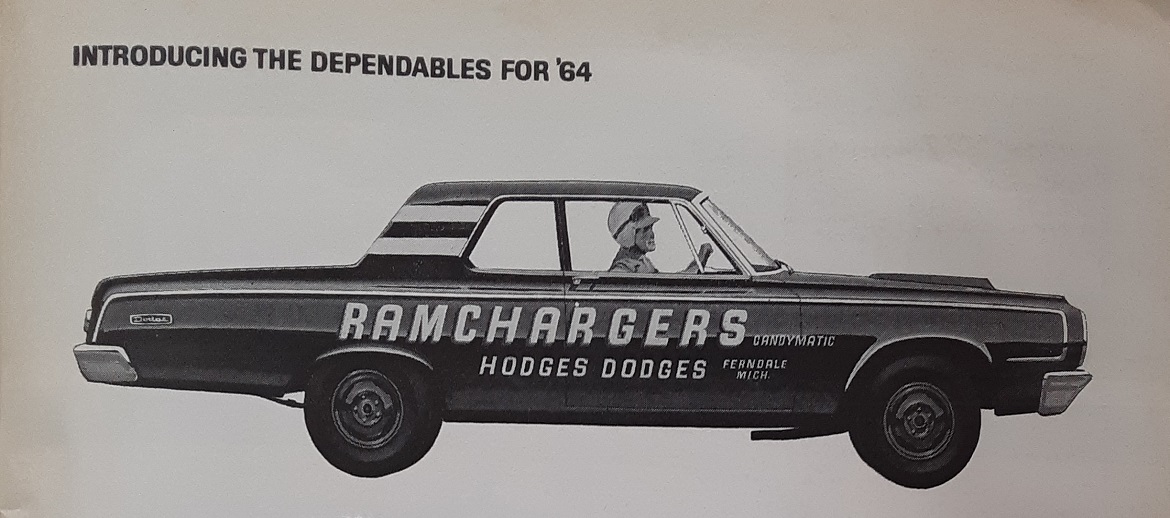 INTRODUCING THE DEPENDABLES FOR '64
RAMCHARGERS CANDYMATIC
HODGES DODGES FERNDALE
MICH.
Dodge